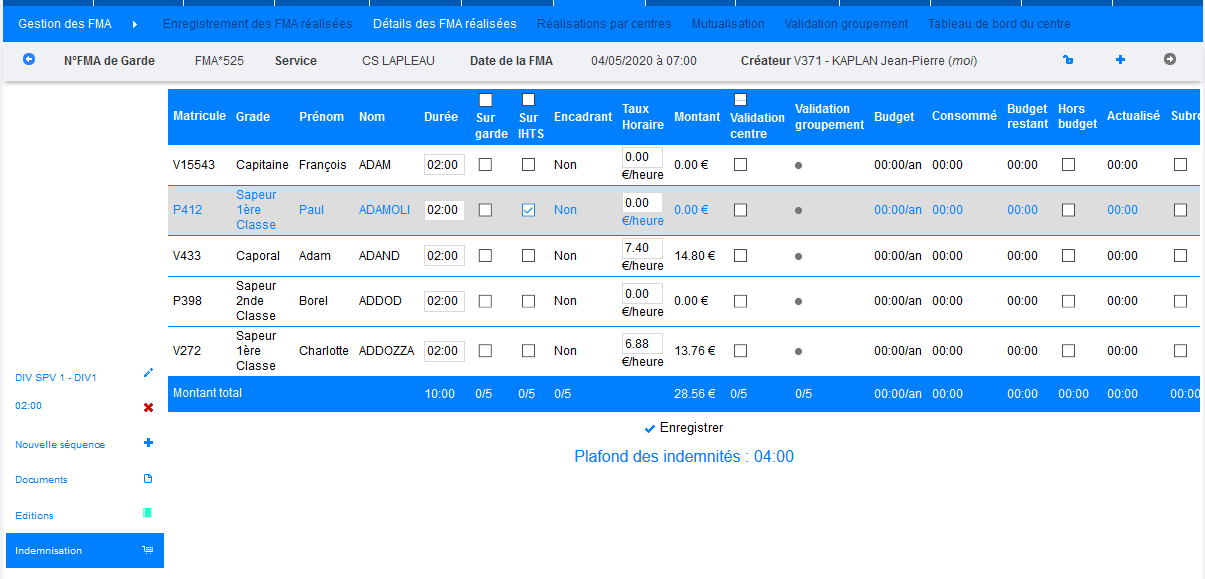 Gestion des FMA Enregistrement des FMA réalisées Détails des FMA réalisées Réalisations par centres Mutualisation Validation groupement Tableau de bord du centre
N°FMA de Garde FMA*525 Service CS LAPLEAU Date de la FMA 04/05/2020 à 07:00 Créateur V371 - KAPLAN Jean-Pierre (moi)
Matricule Grade Prénom Nom Durée Sur garde Sur IHTS Encadrant Taux Horaire Montant Validation centre Validation groupement Budget Consommé Budget restant Hors budget Actualisé Subro
V15543 Capitaine François ADAM 02:00 Non 0.00 €/heure 0.00 € 00:00/an 00:00 00:00 00:00
P412 Sapeur 1ère Classe Paul ADAMOLI 02:00 Non 0.00 €/heure 0.00 € 00:00/an 00:00 00:00 00:00
V433 Caporal Adam ADAND 02:00 Non 7.40 €/heure 14.80 € 00:00/an 00:00 00:00 00:00
P398 Sapeur 2nde Classe Borel ADDOD 02:00 Non 0.00 €/heure 0.00 € 00:00/an 00:00 00:00 00:00
V272 Sapeur 1ère Classe Charlotte ADDOZZA 02:00 Non 6.88 €/heure 13.76 € 00:00/an 00:00 00:00 00:00
Montant total 10:00 0/5 0/5 0/5 28.56 € 0/5 0/5 00:00/an 00:00 00:00 00:00 00:00 00:00
Enregistrer
Plafond des indemnités : 04:00
DIV SPV 1 - DIV1
02:00
Nouvelle séquence
Documents
Editions
Indemnisation